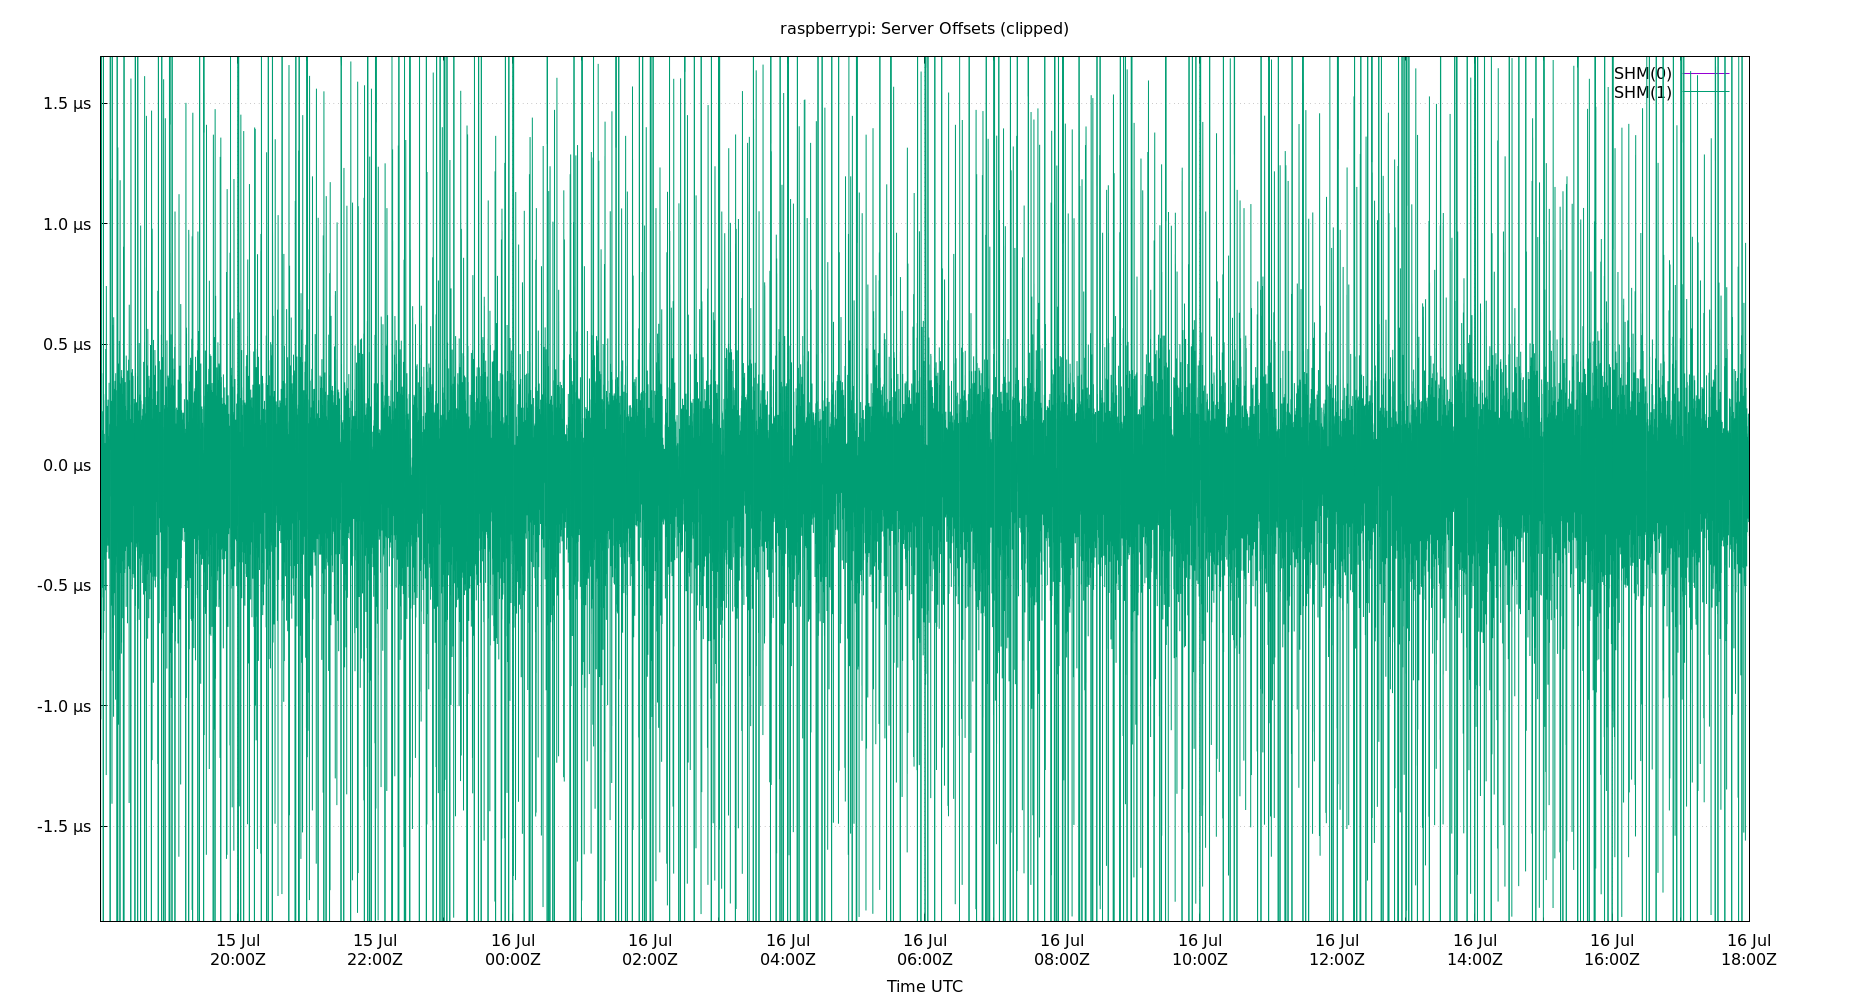 raspberrypi: Server Offsets (clipped)
SHM(0)
SHM(1)
1.5 µs
1.0 µs
0.5 µs
0.0 µs
-0.5 µs
-1.0 µs
-1.5 µs
15 Jul 15 Jul 16 Jul 16 Jul 16 Jul 16 Jul 16 Jul 16 Jul 16 Jul 16 Jul 16 Jul 16 Jul
20:00Z 22:00Z 00:00Z 02:00Z 04:00Z 06:00Z 08:00Z 10:00Z 12:00Z 14:00Z 16:00Z 18:00Z
Time UTC